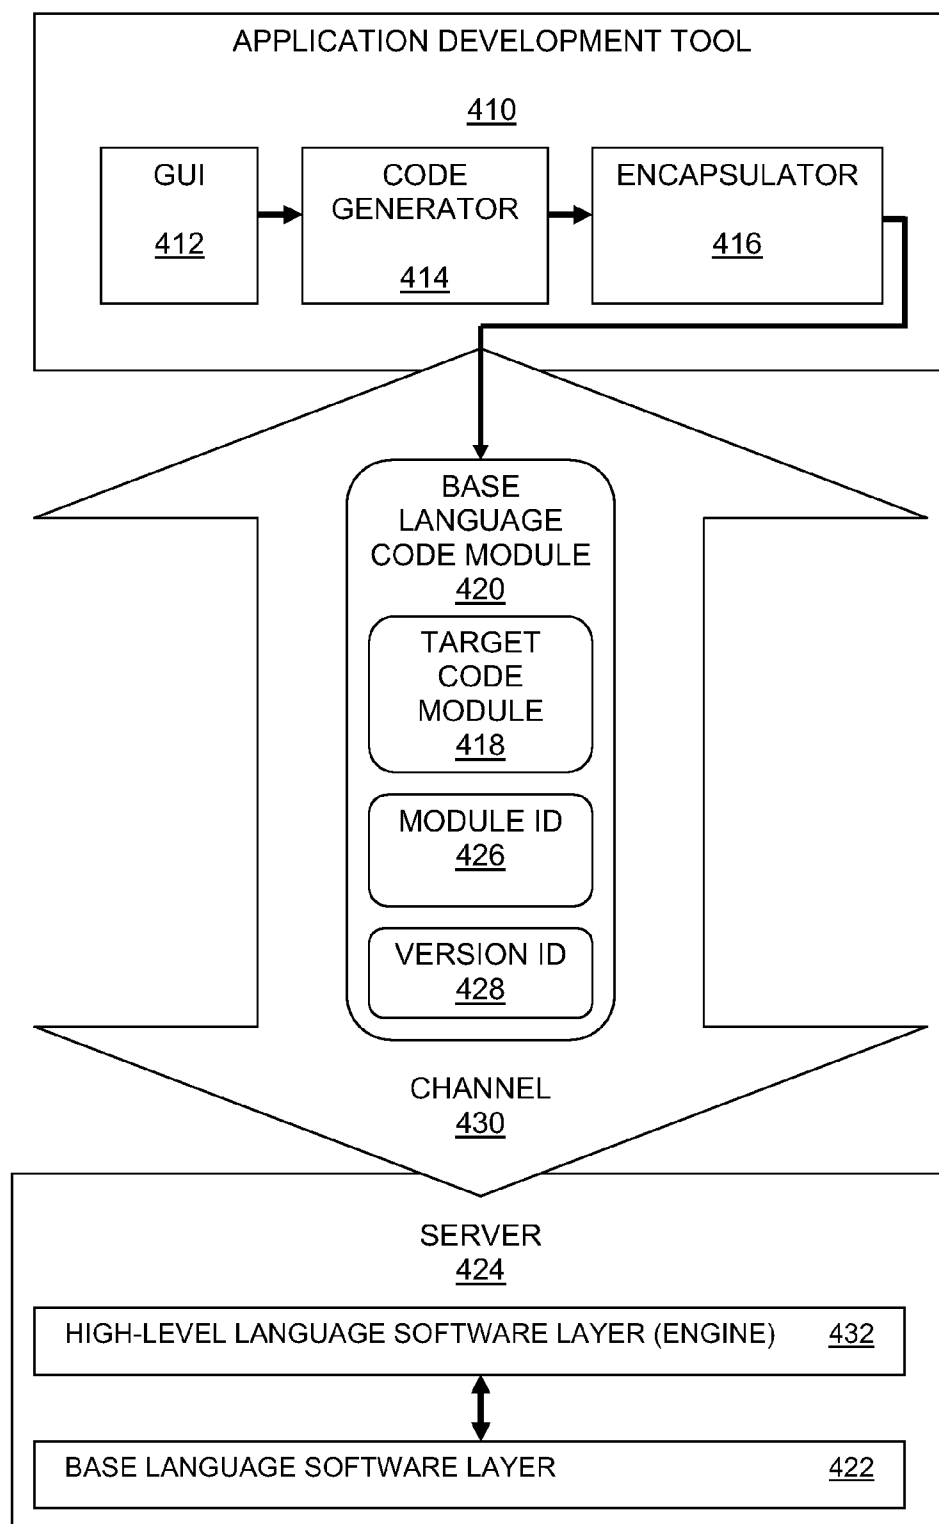 APPLICATION DEVELOPMENT TOOL
410
GUI
412
CODE
GENERATOR
414
ENCAPSULATOR
416
BASE
LANGUAGE
CODE MODULE
420
TARGET
CODE
MODULE
418
MODULE ID
426
VERSION ID
428
CHANNEL
430
SERVER
424
HIGH-LEVEL LANGUAGE SOFTWARE LAYER (ENGINE) 432
BASE LANGUAGE SOFTWARE LAYER 422